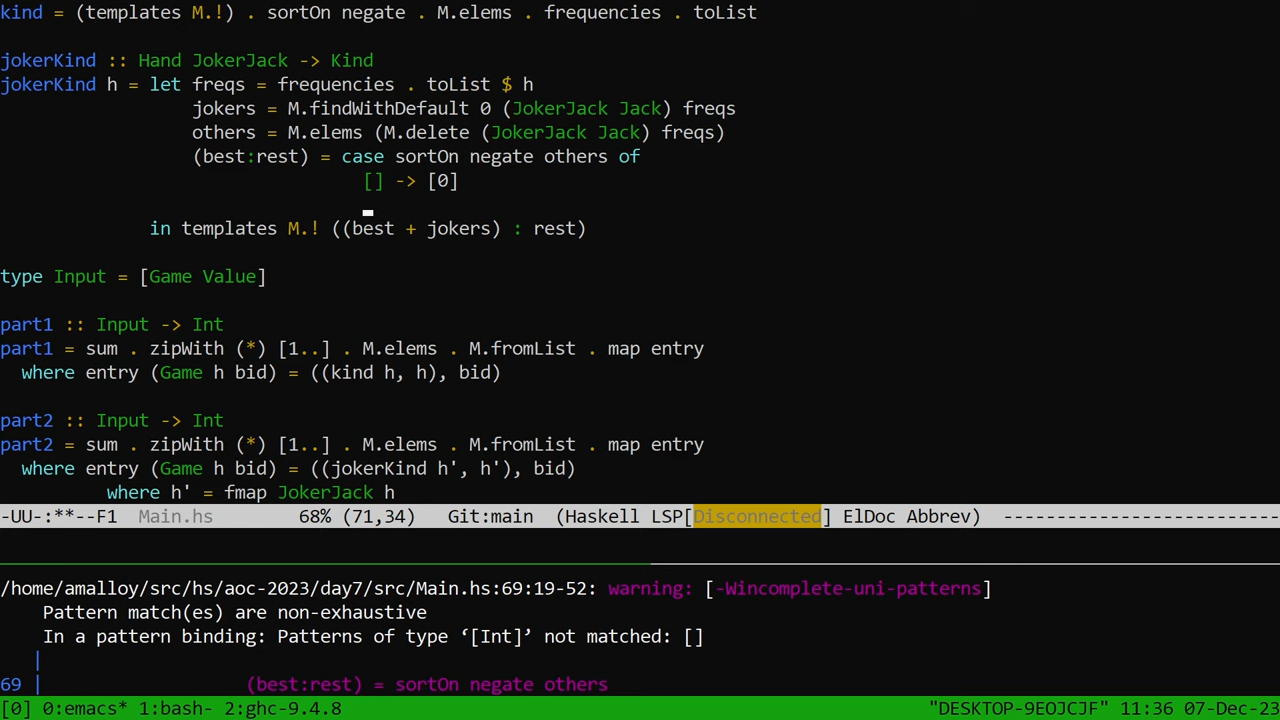 kind = (templates M.!) . sortOn negate . M.elems . frequencies . toList
jokerKind :: Hand JokerJack -> Kind
jokerKind h = let freqs = frequencies . toList $ h
jokers = M.findWithDefault 0 (JokerJack Jack) freqs
others = M.elems (M.delete (JokerJack Jack) freqs)
(best:rest) = case sortOn negate others of
[] -> [0]
in templates M.! ((best + jokers) : rest)
type Input = [Game Value]
part1 :: Input -> Int
part1 = sum . zipWith (*) [1..] . M.elems . M.fromList . map entry
where entry (Game h bid) = ((kind h, h), bid)
part2 :: Input -> Int
part2 = sum . zipWith (*) [1..] . M.elems . M.fromList . map entry
where entry (Game h bid) = ((jokerKind h', h'), bid)
where h' = fmap JokerJack h
-UU-:**--F1  Main.hs       68% (71,34)   Git:main  (Haskell LSP[Disconnected] ElDoc Abbrev) --------------------------
/home/amalloy/src/hs/aoc-2023/day7/src/Main.hs:69:19-52: warning: [-Wincomplete-uni-patterns]
Pattern match(es) are non-exhaustive
In a pattern binding: Patterns of type ‘[Int]’ not matched: []
|
69 |                   (best:rest) = sortOn negate others
[0] 0:emacs* 1:bash- 2:ghc-9.4.8 "DESKTOP-9EOJCJF" 11:36 07-Dec-23